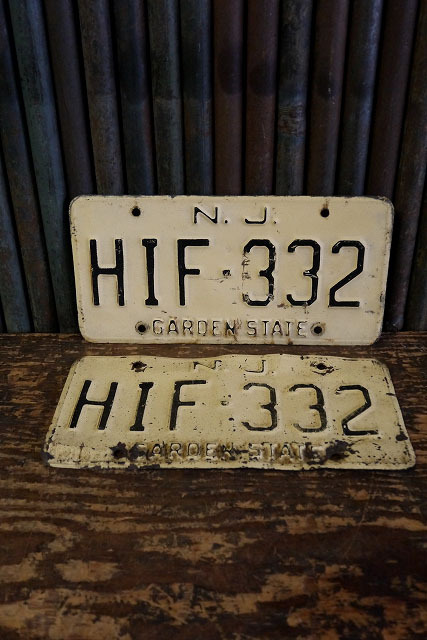 N. J.
HIF·332
GARDEN STATE
N. J.
HIF·332
GARDEN STATE